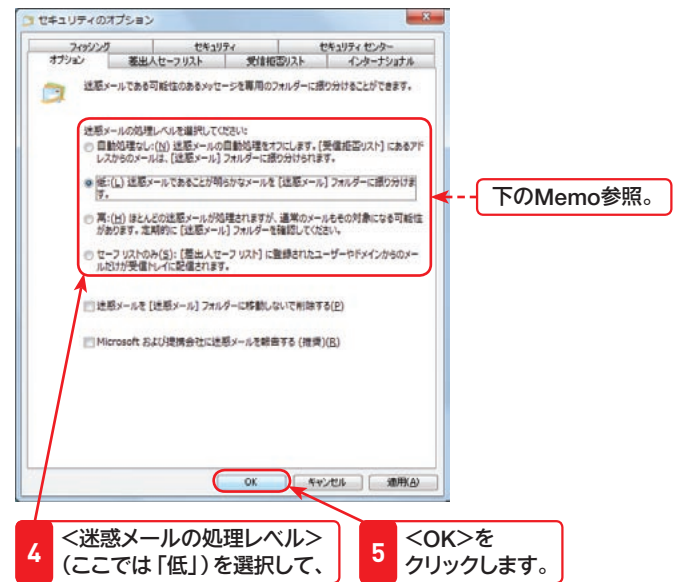 セキュリティのオプション
フィッシング セキュリティ セキュリティ センター
オプション 差出人セーフリスト 受信拒否リスト インターナショナル
迷惑メールである可能性のあるメッセージを専用のフォルダーに振り分けることができます。
迷惑メールの処理レベルを選択してください:
自動処理なし:(N) 迷惑メールの自動処理をオフにします。[受信拒否リスト] にあるアド
レスからのメールは、[迷惑メール] フォルダーに振り分けられます。
低:(L) 迷惑メールであることが明らかなメールを [迷惑メール] フォルダーに振り分けま
す。
下のMemo参照。
高:(H) ほとんどの迷惑メールが処理されますが、通常のメールもその対象になる可能性
があります。定期的に [迷惑メール] フォルダーを確認してください。
セーフ リストのみ(S): [差出人セーフ リスト] に登録されたユーザーやドメインからのメー
ルだけが受信トレイに配信されます。
迷惑メールを [迷惑メール] フォルダーに移動しないで削除する(P)
Microsoft および提携会社に迷惑メールを報告する (推奨)(R)
OK キャンセル 適用(A)
4 <迷惑メールの処理レベル>
(ここでは「低」)を選択して、
5 <OK>を
クリックします。